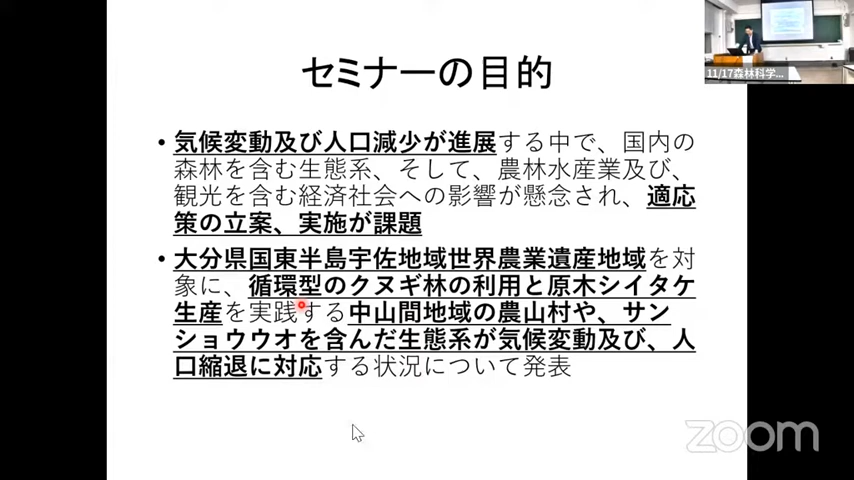 11/17森林科学...
セミナーの目的
• 気候変動及び人口減少が進展する中で、国内の
森林を含む生態系、そして、農林水産業及び、
観光を含む経済社会への影響が懸念され、適応
策の立案、実施が課題
• 大分県国東半島宇佐地域世界農業遺産地域を対
象に、循環型のクヌギ林の利用と原木シイタケ
生産を実践する中山間地域の農山村や、サン
ショウウオを含んだ生態系が気候変動及び、人
口縮退に対応する状況について発表
zoom